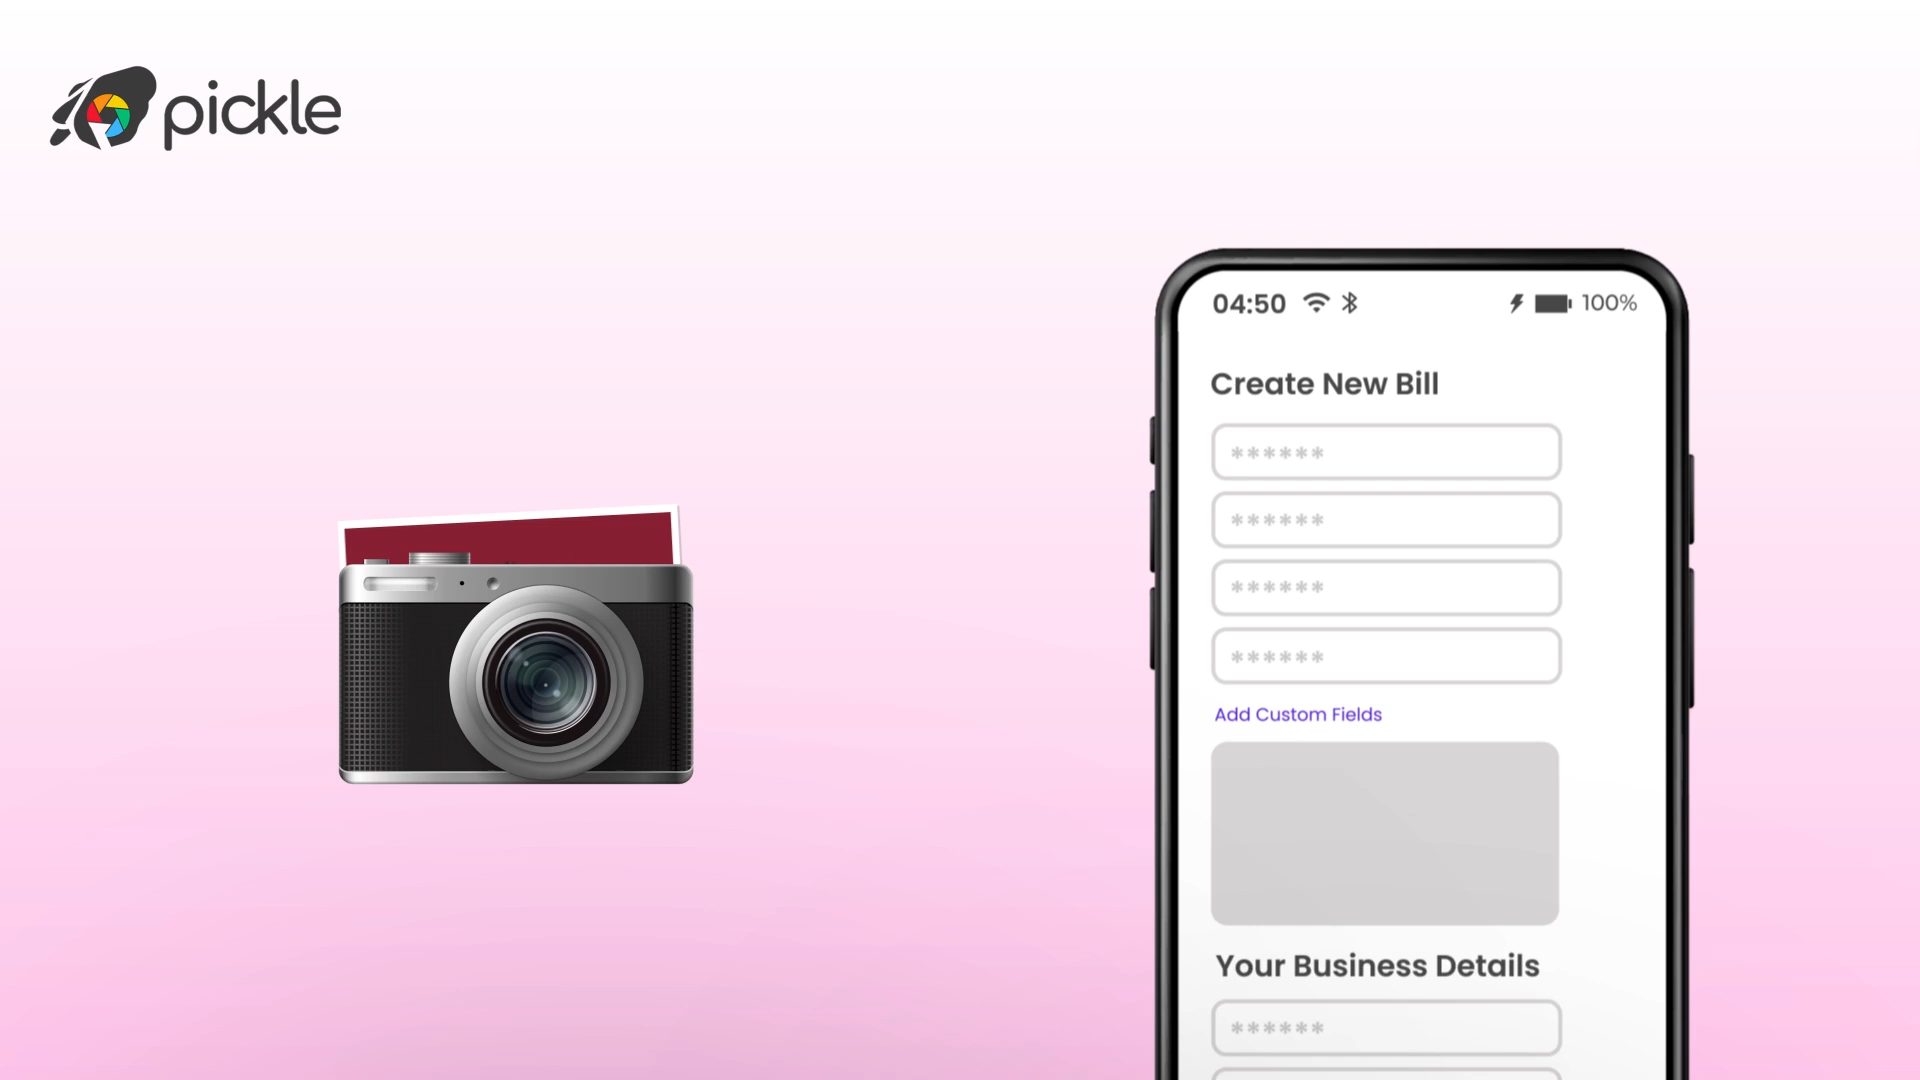 pickle
04:50
100%
Create New Bill
******
******
******
******
Add Custom Fields
Your Business Details
******